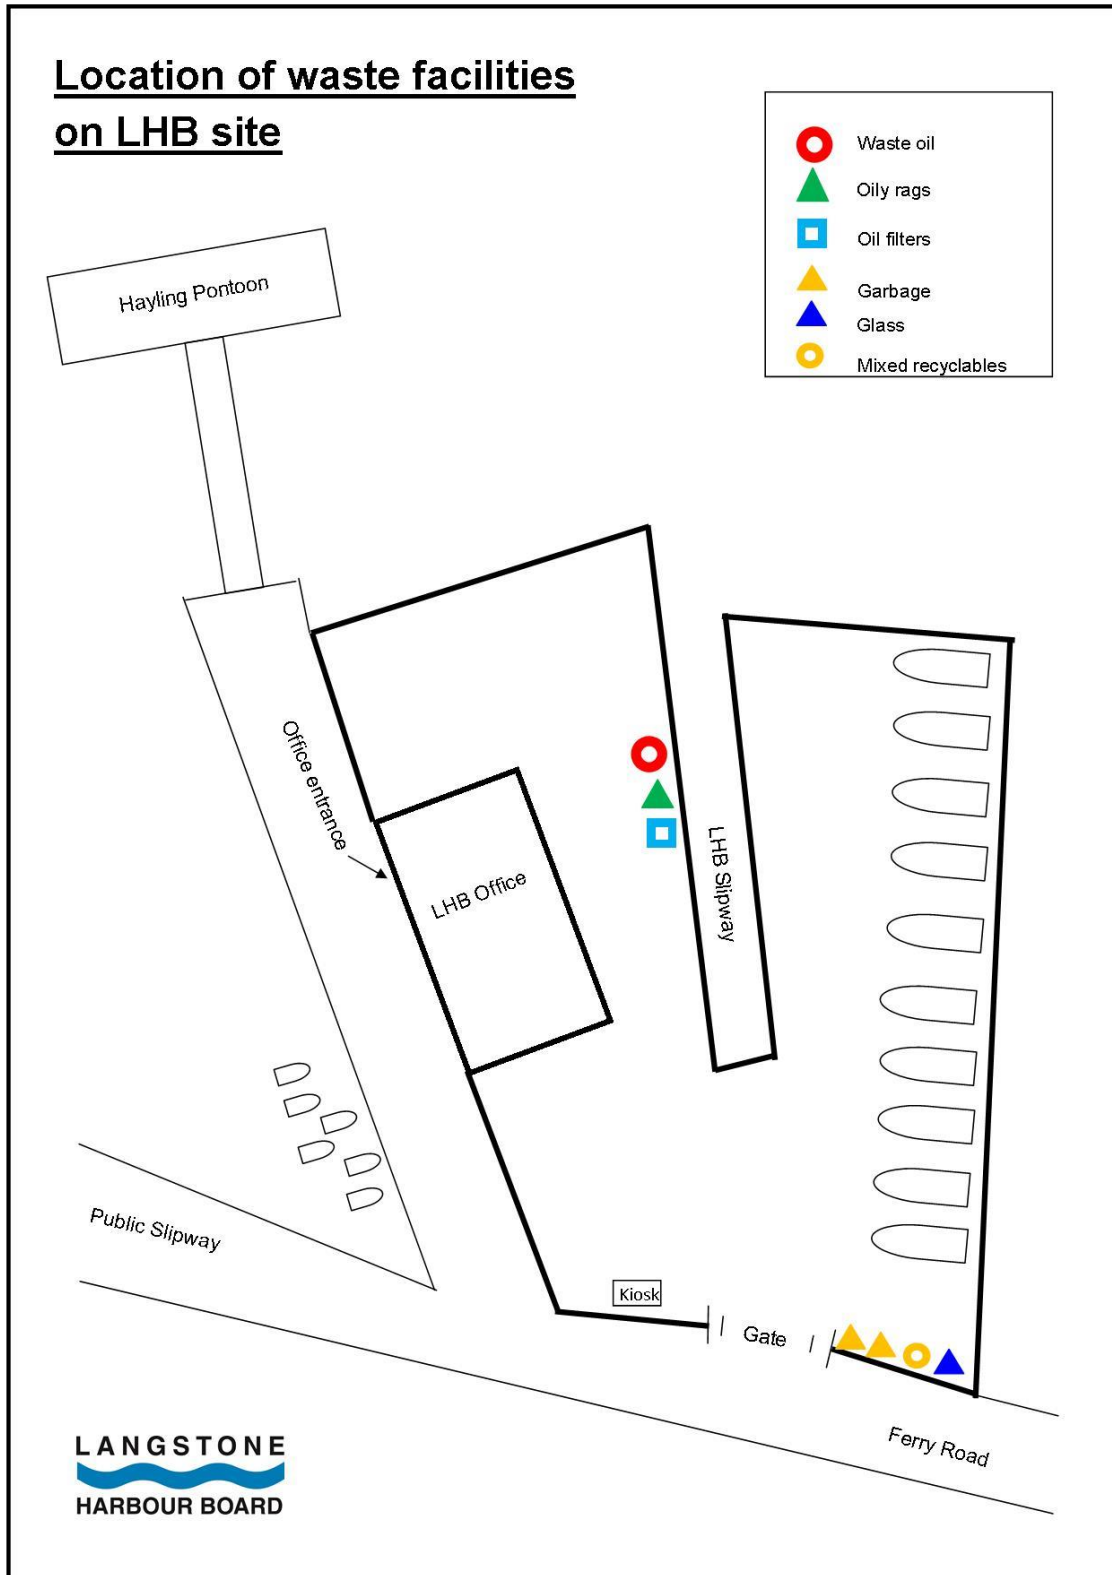 Location of waste facilities
on LHB site
Waste oil
Oily rags
Oil filters
Garbage
Glass
Mixed recyclables
Hayling Pontoon
Office entrance
LHB Office
LHB Slipway
Public Slipway
Kiosk
Gate
Ferry Road
LANGSTONE
HARBOUR BOARD